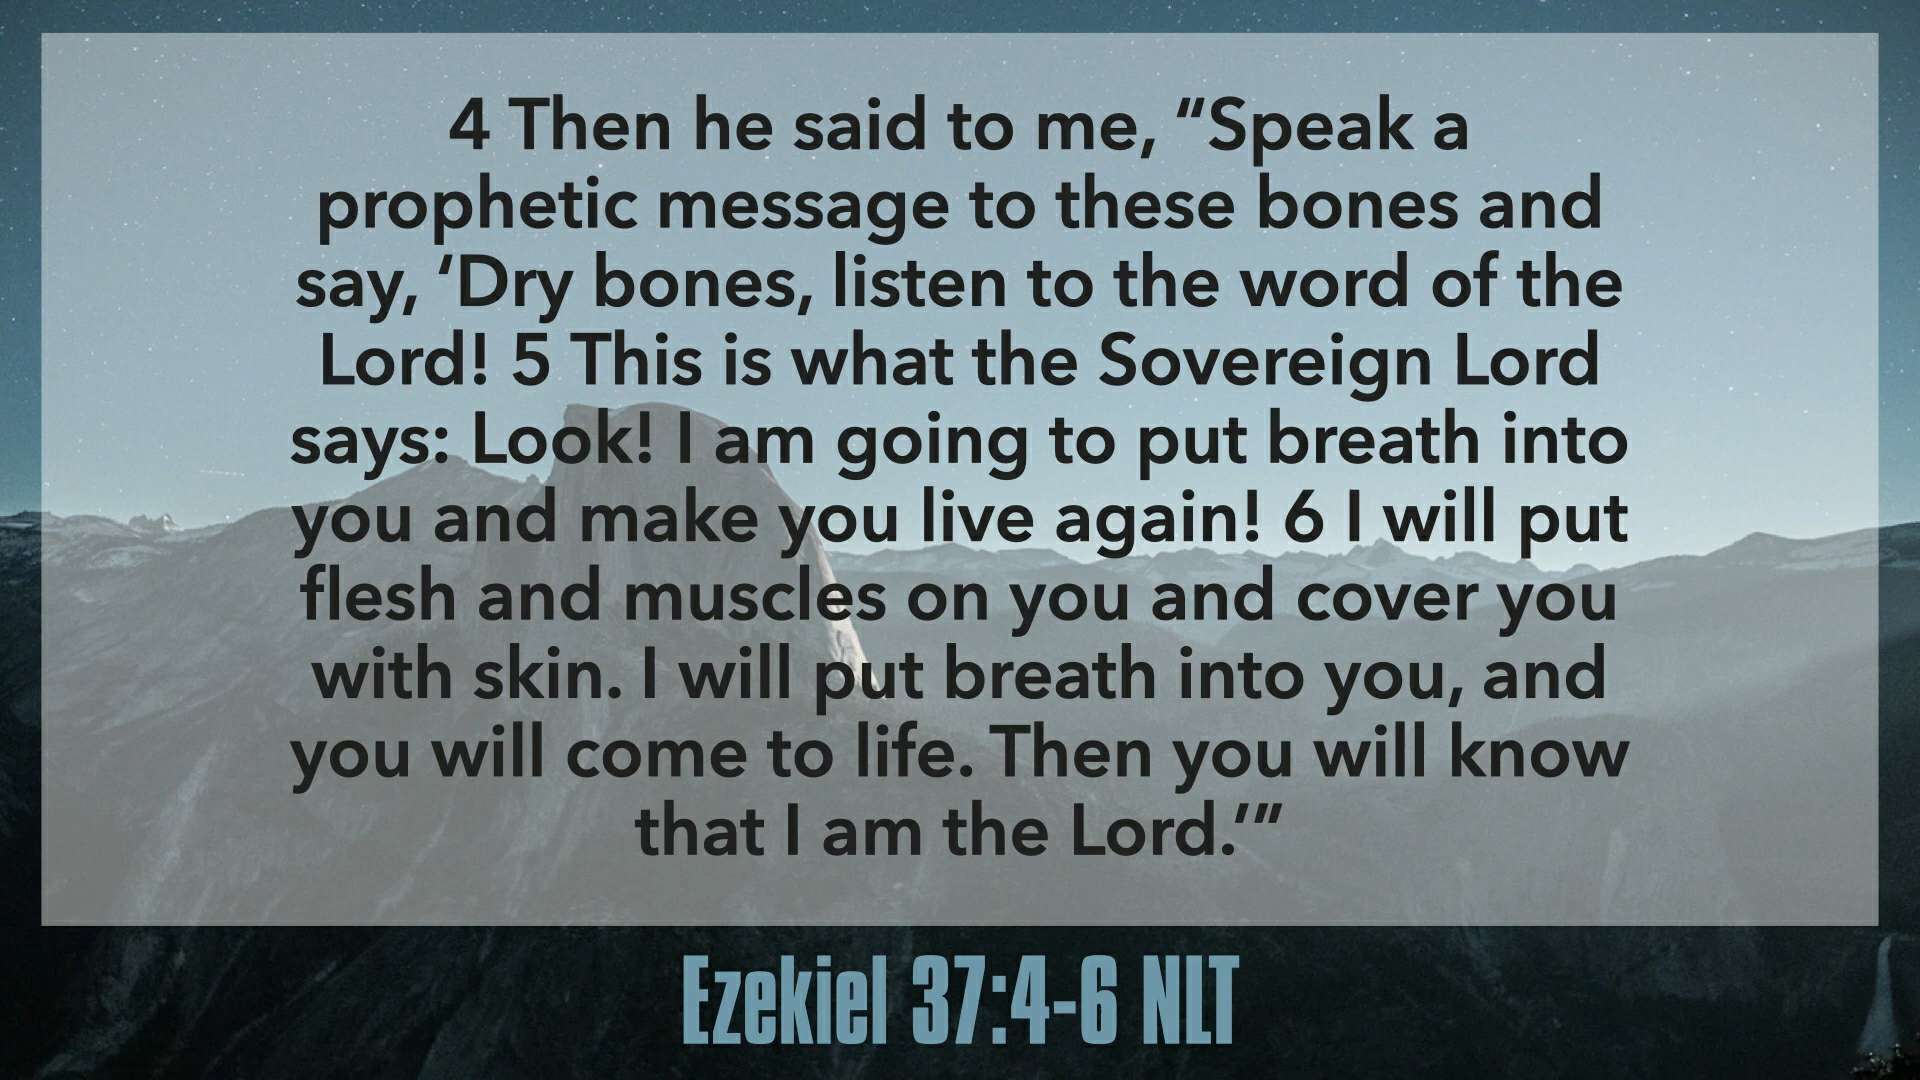 4 Then he said to me, “Speak a
prophetic message to these bones and
say, ‘Dry bones, listen to the word of the
Lord! 5 This is what the Sovereign Lord
says: Look! I am going to put breath into
you and make you live again! 6 I will put
flesh and muscles on you and cover you
with skin. I will put breath into you, and
you will come to life. Then you will know
that I am the Lord.’”
Ezekiel 37:4-6 NLT